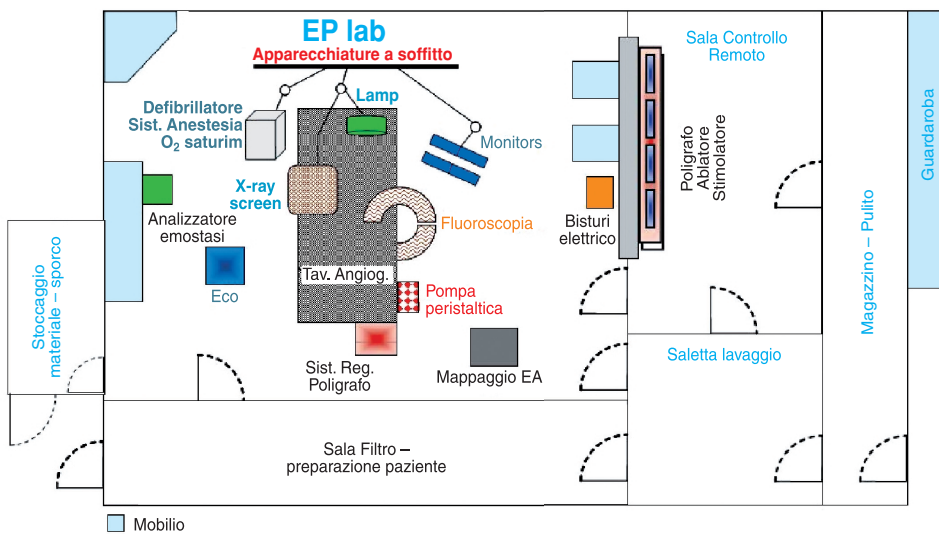 EP lab
Apparecchiature a soffitto
Lamp
Defibrillatore
Sist. Anestesia
O2 saturim
Monitors
X-ray
screen
Analizzatore
emostasi
Fluoroscopia
Eco
Tav. Angiog.
Pompa
peristaltica
Sist. Reg.
Poligrafo
Mappaggio EA
Bisturi
elettrico
Sala Controllo
Remoto
Poligrafo
Ablatore
Stimolatore
Guardaroba
Magazzino – Pulito
Stoccaggio
materiale – sporco
Saletta lavaggio
Sala Filtro –
preparazione paziente
Mobilio